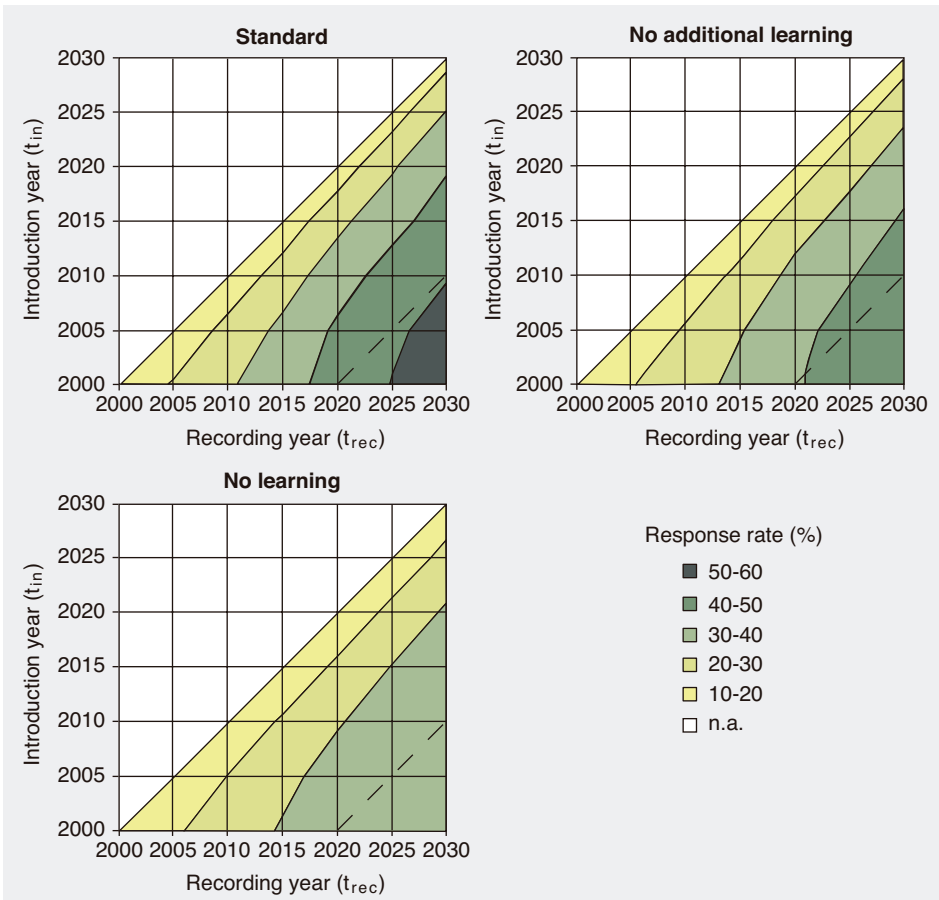 Standard
2030
2025
2020
2015
2010
2005
2000
2000 2005 2010 2015 2020 2025 2030
Introduction year (tin)
Recording year (trec)
No additional learning
2030
2025
2020
2015
2010
2005
2000
2000 2005 2010 2015 2020 2025 2030
Introduction year (tin)
Recording year (trec)
No learning
2030
2025
2020
2015
2010
2005
2000
2000 2005 2010 2015 2020 2025 2030
Introduction year (tin)
Recording year (trec)
Response rate (%)
50-60
40-50
30-40
20-30
10-20
n.a.